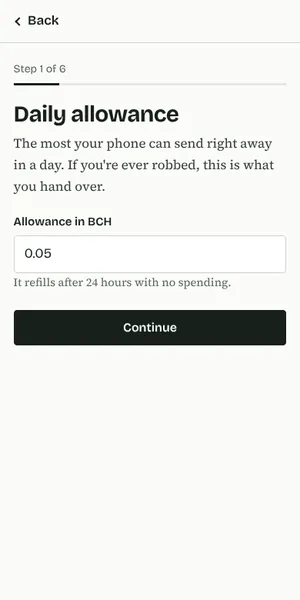 Back
Step 1 of 6
Daily allowance
The most your phone can send right away
in a day. If you're ever robbed, this is what
you hand over.
Allowance in BCH
0.05
It refills after 24 hours with no spending.
Continue